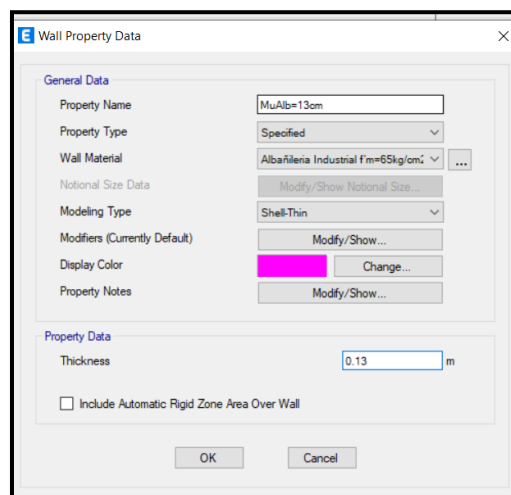 E Wall Property Data
General Data
Property Name MuAlb=13cm
Property Type Specified
Wall Material Albañileria Industrial f'm=65kg/cm2 ...
Notional Size Data Modify/Show Notional Size...
Modeling Type Shell-Thin
Modifiers (Currently Default) Modify/Show...
Display Color Change...
Property Notes Modify/Show...
Property Data
Thickness 0.13 m
Include Automatic Rigid Zone Area Over Wall
OK Cancel